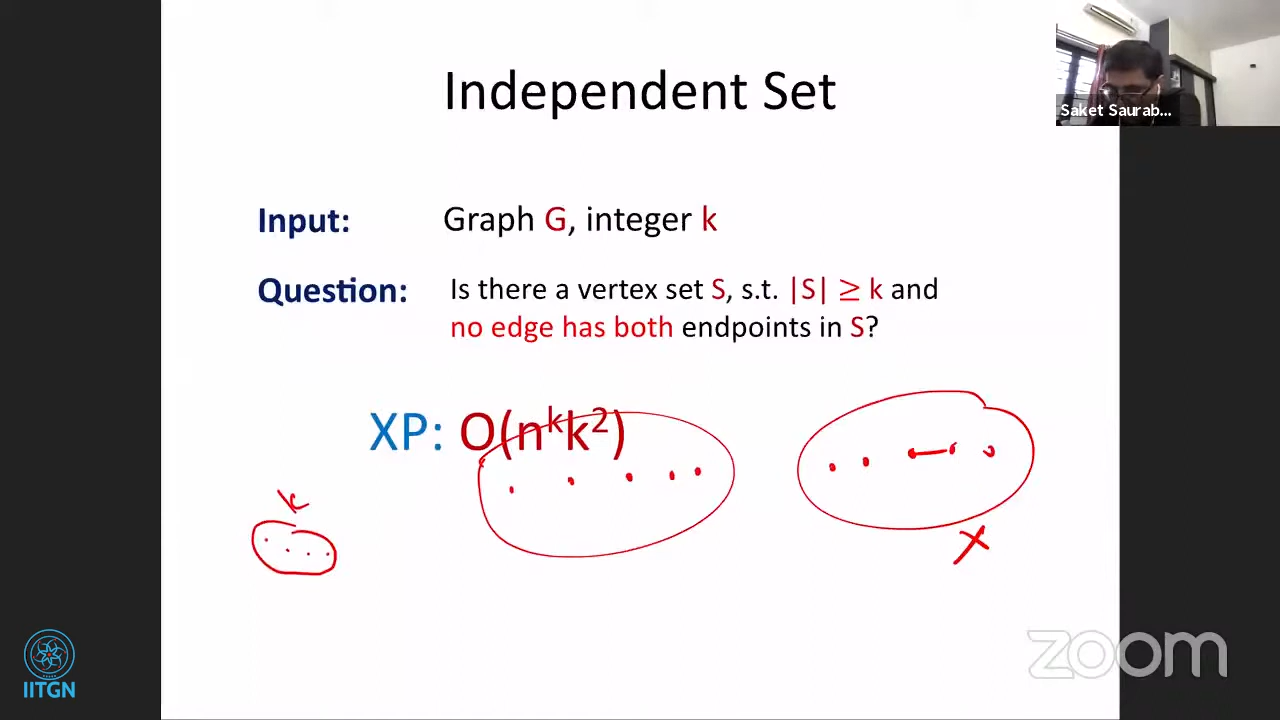 Independent Set
Saket Saurab...
Input: Graph G, integer k
Question: Is there a vertex set S, s.t. |S| ≥ k and
no edge has both endpoints in S?
XP: O(nᵏk²)
k
X
zoom
IITGN